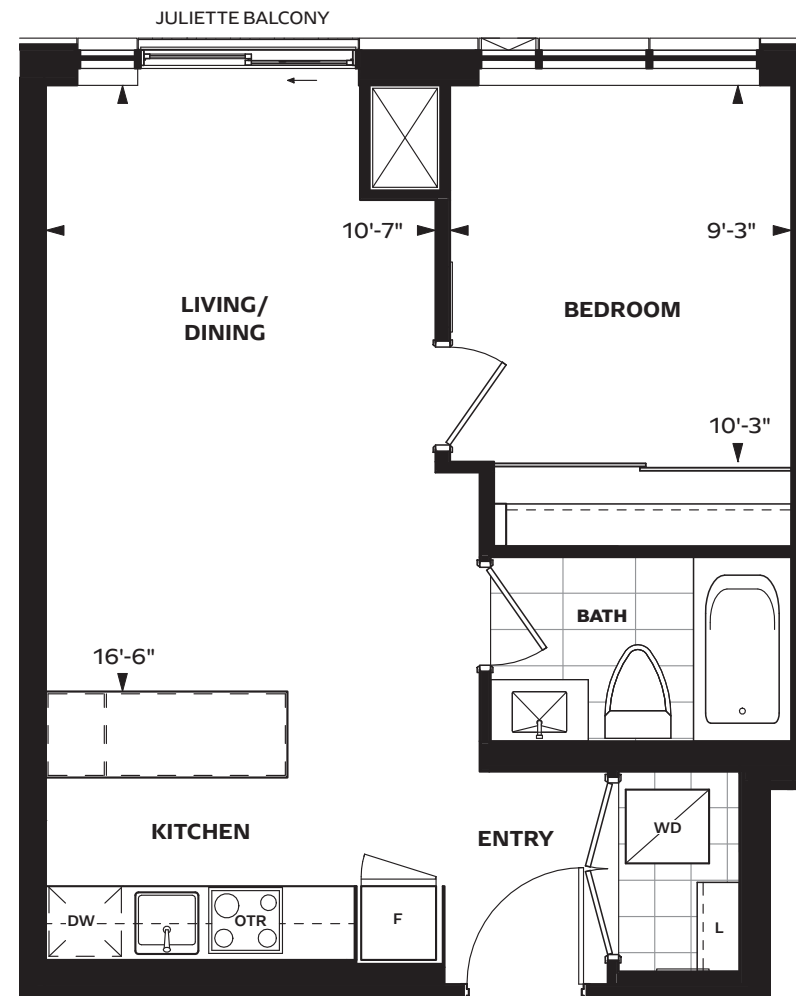 JULIETTE BALCONY
10'-7"
9'-3"
LIVING/
DINING
BEDROOM
10'-3"
BATH
16'-6"
KITCHEN
ENTRY
WD
DW
OTR
F
L